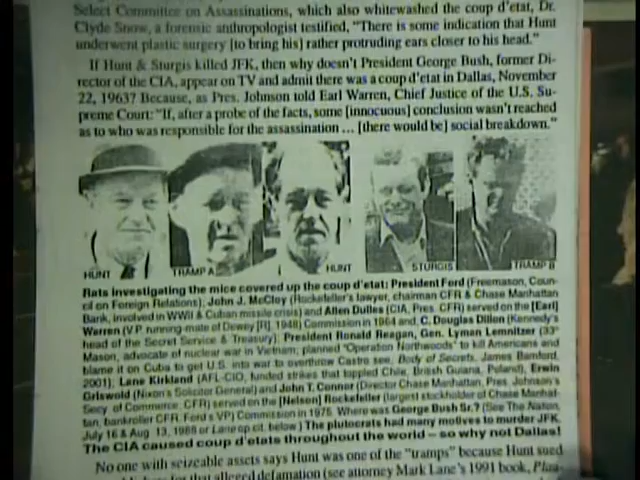 Select Committee on Assassinations, which also whitewashed the coup d'etat, Dr.
Clyde Snow, a forensic anthropologist testified, "There is some indication that Hunt
underwent plastic surgery [to bring his] rather protruding ears closer to his head."
If Hunt & Sturgis killed JFK, then why doesn't President George Bush, former Di-
rector of the CIA, appear on TV and admit there was a coup d'etat in Dallas, November
22, 1963? Because, as Pres. Johnson told Earl Warren, Chief Justice of the U.S. Su-
preme Court: "If, after a probe of the facts, some [innocuous] conclusion wasn't reached
as to who was responsible for the assassination ... [there would be] social breakdown."
HUNT TRAMP A HUNT STURGIS TRAMP B
Rats investigating the mice covered up the coup d'etat: President Ford (Freemason, Coun-
cil on Foreign Relations), John J. McCloy (Rockefeller's lawyer, chairman CFR & Chase Manhattan
Bank, involved in WWII & Cuban missile crisis) and Allen Dulles (CIA, Pres. CFR) served on the [Earl]
Warren (V.P. running-mate of Dewey [R], 1948) Commission in 1964 and, C. Douglas Dillon (Kennedy's
head of the Secret Service & Treasury). President Ronald Reagan, Gen. Lyman Lemnitzer (33°
Mason, advocate of nuclear war in Vietnam; planned "Operation Northwoods" to kill Americans and
blame it on Cuba to get U.S. into war to overthrow Castro see, Body of Secrets, James Bamford,
2001), Lane Kirkland (AFL-CIO, funded strikes that toppled Chile, British Guiana, Poland), Erwin
Griswold (Nixon's Solicitor General) and John T. Connor (Director Chase Manhattan, Pres. Johnson's
Secy of Commerce, CFR) served on the [Nelson] Rockefeller (largest stockholder of Chase Manhat-
tan, bankroller CFR, Ford's VP) Commission in 1975. Where was George Bush Sr.? (See The Nation,
July 16 & Aug. 13, 1988 or Lane op cit. below.) The plutocrats had many motives to murder JFK.
The CIA caused coup d'etats throughout the world – so why not Dallas!
No one with seizeable assets says Hunt was one of the "tramps" because Hunt sued
for that alleged defamation (see attorney Mark Lane's 1991 book, Plau-